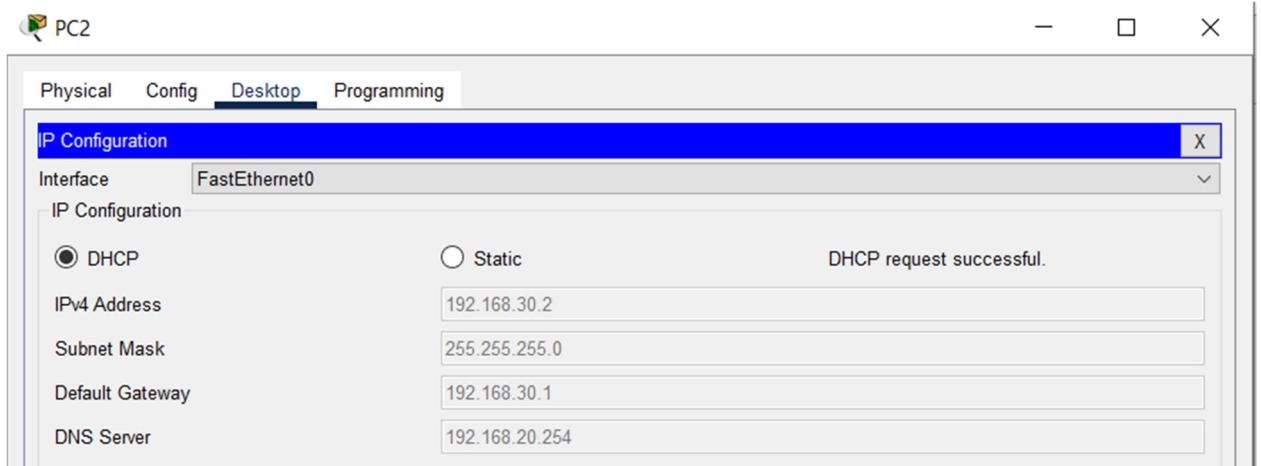 PC2
Physical Config Desktop Programming
IP Configuration X
Interface FastEthernet0
IP Configuration
DHCP Static DHCP request successful.
IPv4 Address 192.168.30.2
Subnet Mask 255.255.255.0
Default Gateway 192.168.30.1
DNS Server 192.168.20.254